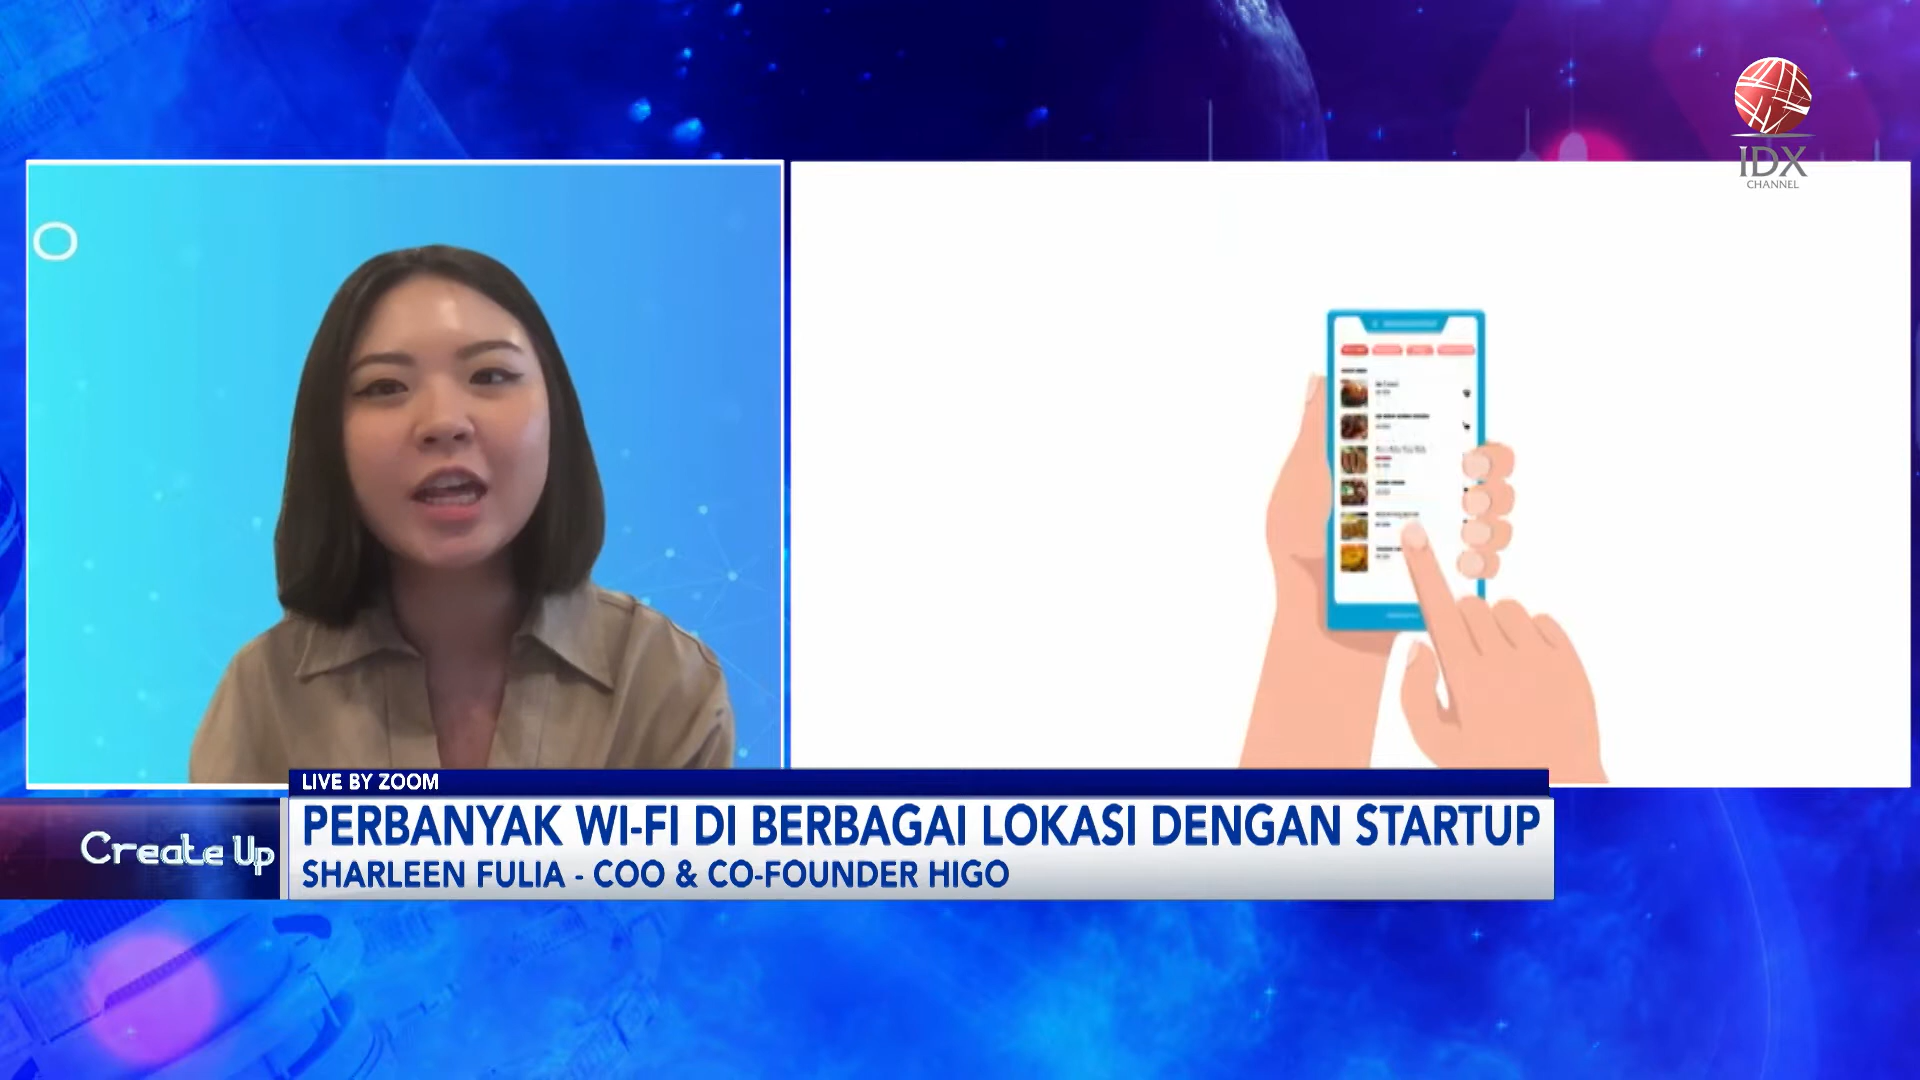 IDX
CHANNEL
O
LIVE BY ZOOM
PERBANYAK WI-FI DI BERBAGAI LOKASI DENGAN STARTUP
Create Up
SHARLEEN FULIA - COO & CO-FOUNDER HIGO